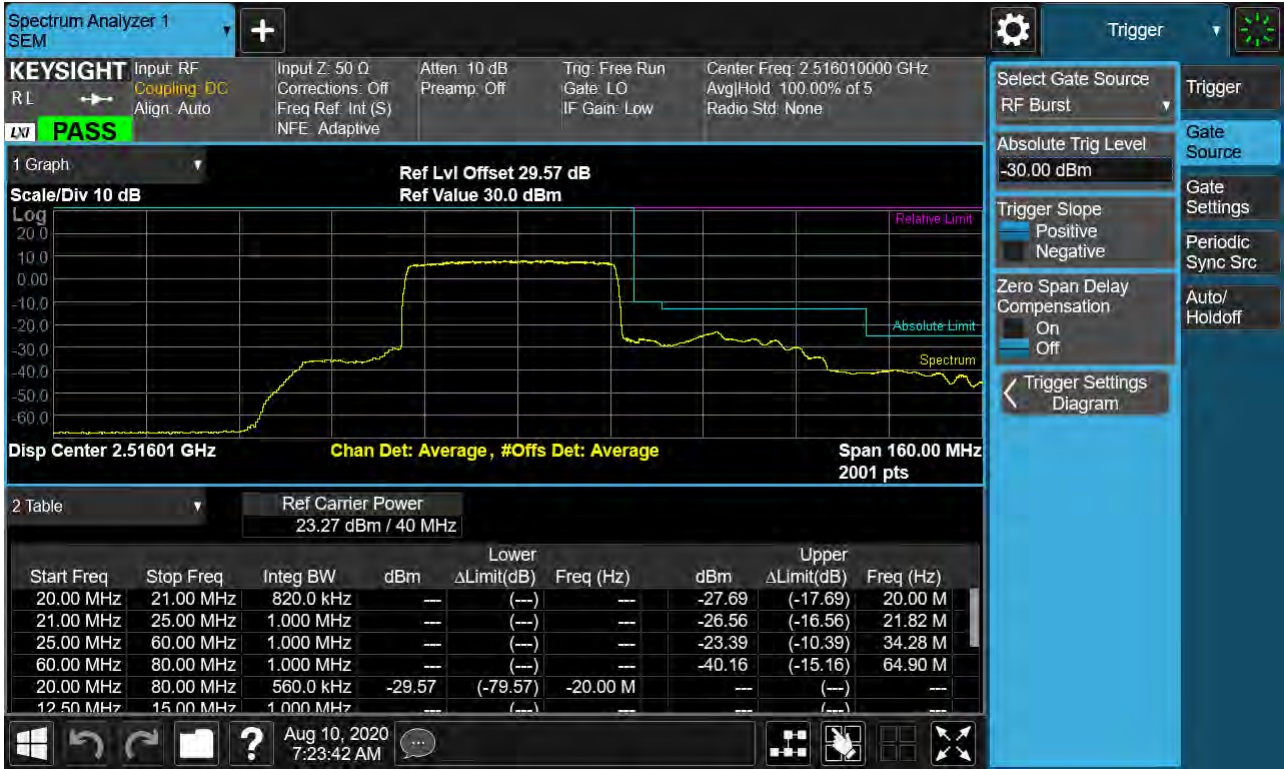 Spectrum Analyzer 1
SEM
Trigger
KEYSIGHT
R L
LXI
PASS
Input: RF
Coupling: DC
Align: Auto
Input Z: 50 Ω
Corrections: Off
Freq Ref: Int (S)
NFE: Adaptive
Atten: 10 dB
Preamp: Off
Trig: Free Run
Gate: LO
IF Gain: Low
Center Freq: 2.516010000 GHz
Avg|Hold: 100.00% of 5
Radio Std: None
1 Graph
Scale/Div 10 dB
Ref Lvl Offset 29.57 dB
Ref Value 30.0 dBm
Log
20.0
10.0
0.00
-10.0
-20.0
-30.0
-40.0
-50.0
-60.0
Relative Limit
Absolute Limit
Spectrum
Disp Center 2.51601 GHz
Chan Det: Average, #Offs Det: Average
Span 160.00 MHz
2001 pts
2 Table
Ref Carrier Power
23.27 dBm / 40 MHz
Lower Upper
Start Freq Stop Freq Integ BW dBm ΔLimit(dB) Freq (Hz) dBm ΔLimit(dB) Freq (Hz)
20.00 MHz 21.00 MHz 820.0 kHz --- (---) --- -27.69 (-17.69) 20.00 M
21.00 MHz 25.00 MHz 1.000 MHz --- (---) --- -26.56 (-16.56) 21.82 M
25.00 MHz 60.00 MHz 1.000 MHz --- (---) --- -23.39 (-10.39) 34.28 M
60.00 MHz 80.00 MHz 1.000 MHz --- (---) --- -40.16 (-15.16) 64.90 M
20.00 MHz 80.00 MHz 560.0 kHz -29.57 (-79.57) -20.00 M --- (---) ---
12.50 MHz 15.00 MHz 1.000 MHz --- (---) --- --- (---) ---
Aug 10, 2020
7:23:42 AM
Select Gate Source
RF Burst
Absolute Trig Level
-30.00 dBm
Trigger Slope
Positive
Negative
Zero Span Delay
Compensation
On
Off
Trigger Settings
Diagram
Trigger
Gate
Source
Gate
Settings
Periodic
Sync Src
Auto/
Holdoff